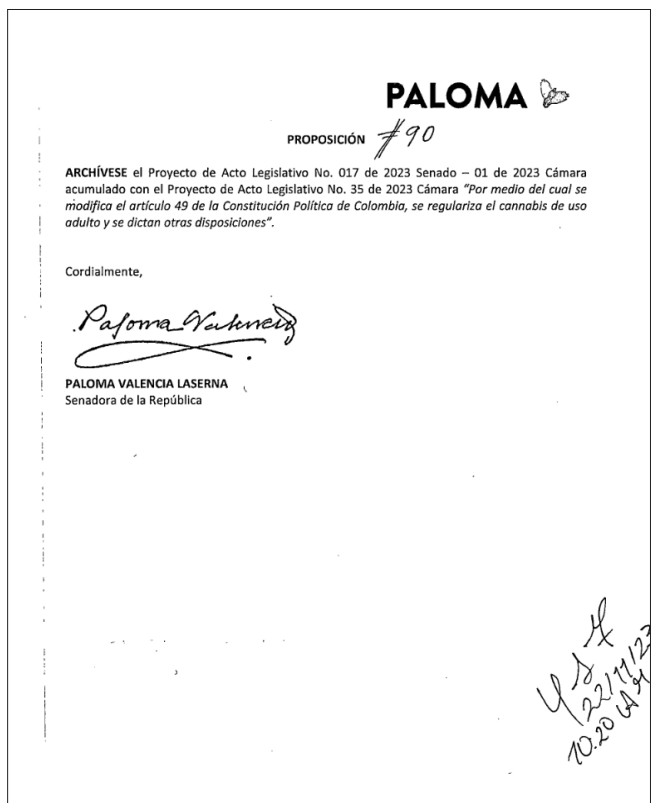 PALOMA
PROPOSICIÓN #90
ARCHÍVESE el Proyecto de Acto Legislativo No. 017 de 2023 Senado – 01 de 2023 Cámara
acumulado con el Proyecto de Acto Legislativo No. 35 de 2023 Cámara “Por medio del cual se
modifica el artículo 49 de la Constitución Política de Colombia, se regulariza el cannabis de uso
adulto y se dictan otras disposiciones”.
Cordialmente,
Paloma Valencia
PALOMA VALENCIA LASERNA
Senadora de la República
22/11/23
10:20